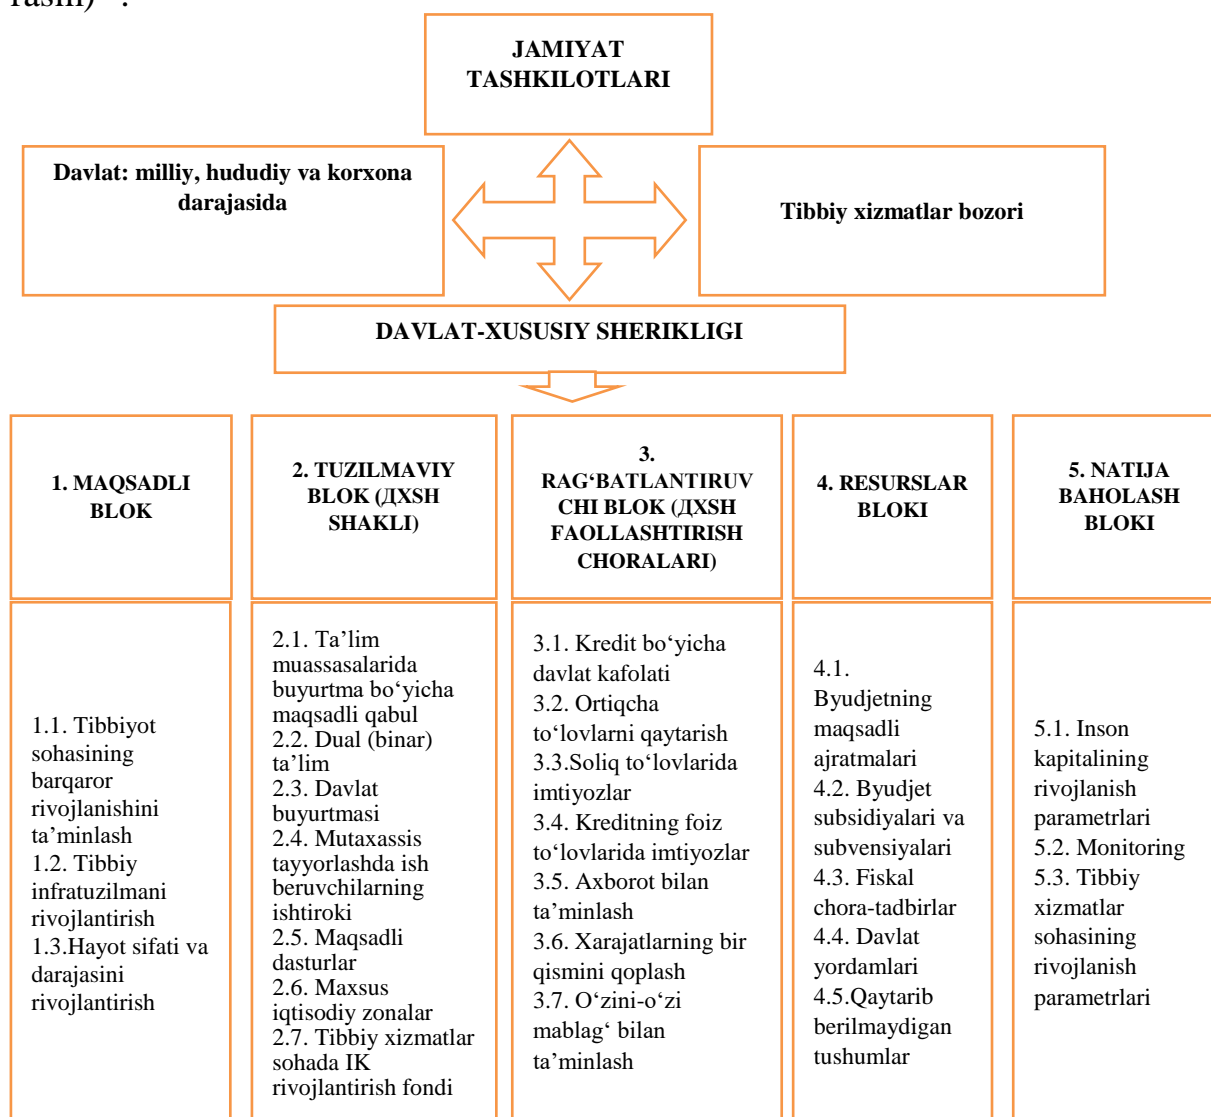 JAMIYAT
TASHKILOTLARI
Davlat: milliy, hududiy va korxona
darajasida
Tibbiy xizmatlar bozori
DAVLAT-XUSUSIY SHERIKLIGI
1. MAQSADLI
BLOK
2. TUZILMAVIY
BLOK (ДXSH
SHAKLI)
3.
RAG‘BATLANTIRUV
CHI BLOK (ДXSH
FAOLLASHTIRISH
CHORALARI)
4. RESURSLAR
BLOKI
5. NATIJA
BAHOLASH
BLOKI
1.1. Tibbiyot
sohasining
barqaror
rivojlanishini
ta’minlash
1.2. Tibbiy
infratuzilmani
rivojlantirish
1.3.Hayot sifati va
darajasini
rivojlantirish
2.1. Ta’lim
muassasalarida
buyurtma bo‘yicha
maqsadli qabul
2.2. Dual (binar)
ta’lim
2.3. Davlat
buyurtmasi
2.4. Mutaxassis
tayyorlashda ish
beruvchilarning
ishtiroki
2.5. Maqsadli
dasturlar
2.6. Maxsus
iqtisodiy zonalar
2.7. Tibbiy xizmatlar
sohada IK
rivojlantirish fondi
3.1. Kredit bo‘yicha
davlat kafolati
3.2. Ortiqcha
to‘lovlarni qaytarish
3.3.Soliq to‘lovlarida
imtiyozlar
3.4. Kreditning foiz
to‘lovlarida imtiyozlar
3.5. Axborot bilan
ta’minlash
3.6. Xarajatlarning bir
qismini qoplash
3.7. O‘zini-o‘zi
mablag‘ bilan
ta’minlash
4.1.
Byudjetning
maqsadli
ajratmalari
4.2. Byudjet
subsidiyalari va
subvensiyalari
4.3. Fiskal
chora-tadbirlar
4.4. Davlat
yordamlari
4.5.Qaytarib
berilmaydigan
tushumlar
5.1. Inson
kapitalining
rivojlanish
parametrlari
5.2. Monitoring
5.3. Tibbiy
xizmatlar
sohasining
rivojlanish
parametrlari